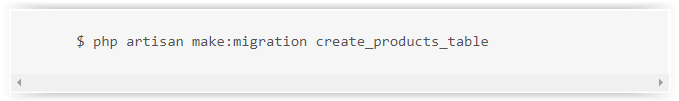 $ php artisan make:migration create_products_table